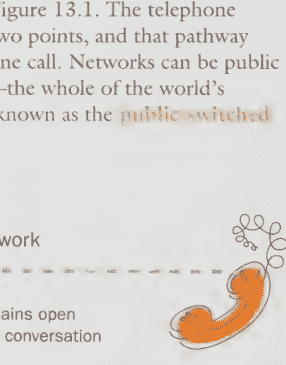 igure 13.1. The telephone
wo points, and that pathway
ne call. Networks can be public
–the whole of the world's
known as the public switched
work
ains open
conversation